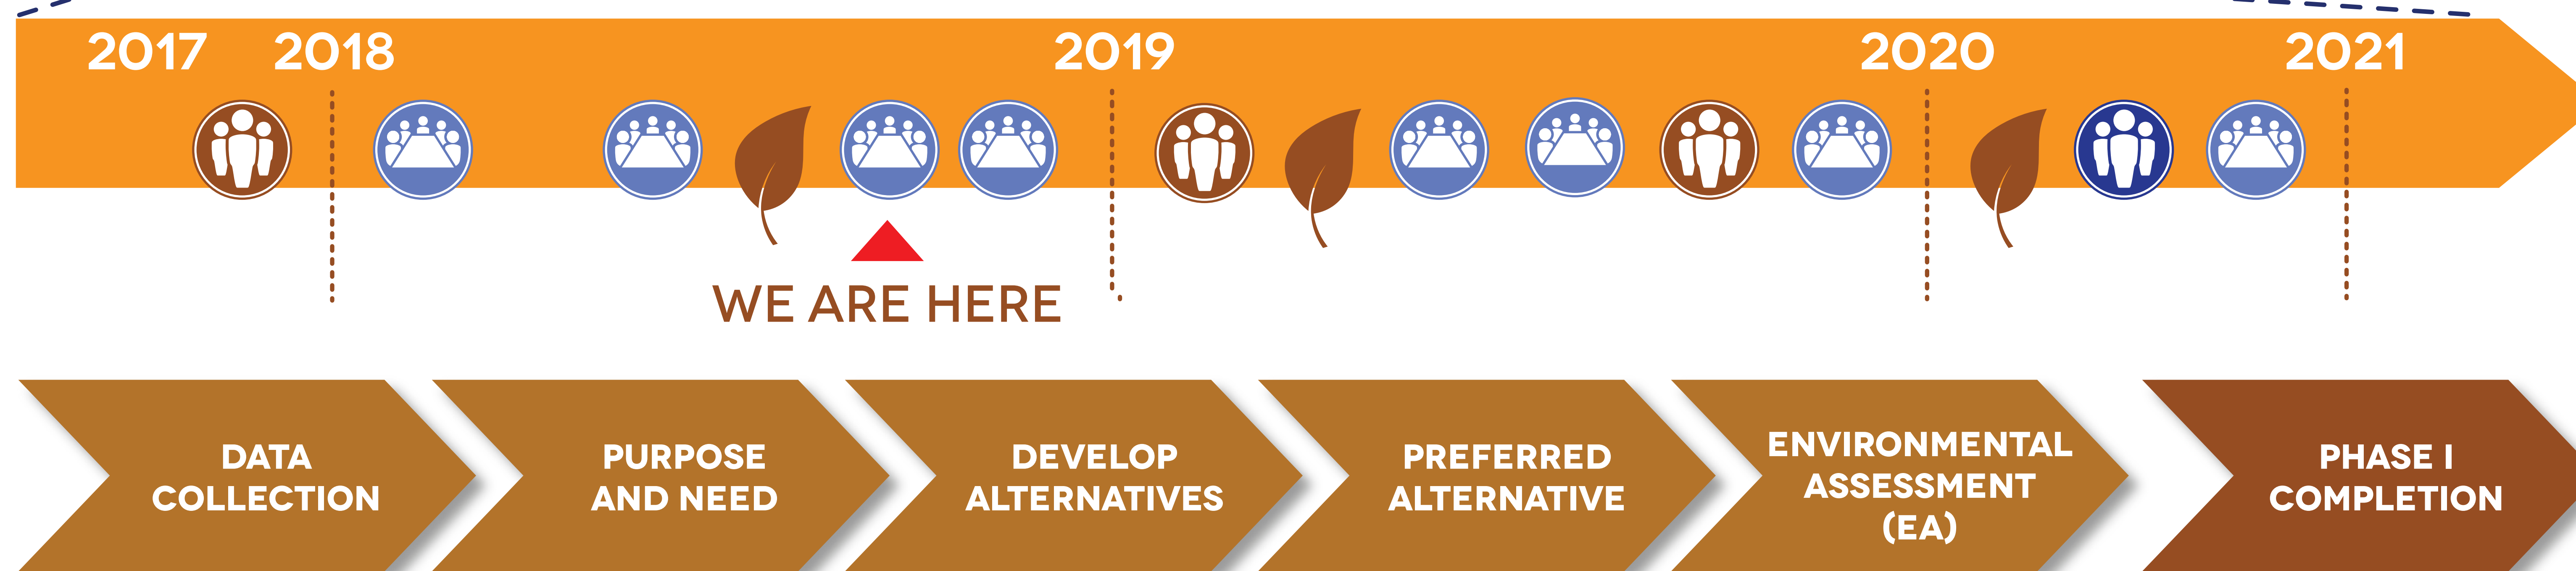 2017 2018 2019 2020 2021
WE ARE HERE
DATA
COLLECTION
PURPOSE
AND NEED
DEVELOP
ALTERNATIVES
PREFERRED
ALTERNATIVE
ENVIRONMENTAL
ASSESSMENT
(EA)
PHASE I
COMPLETION